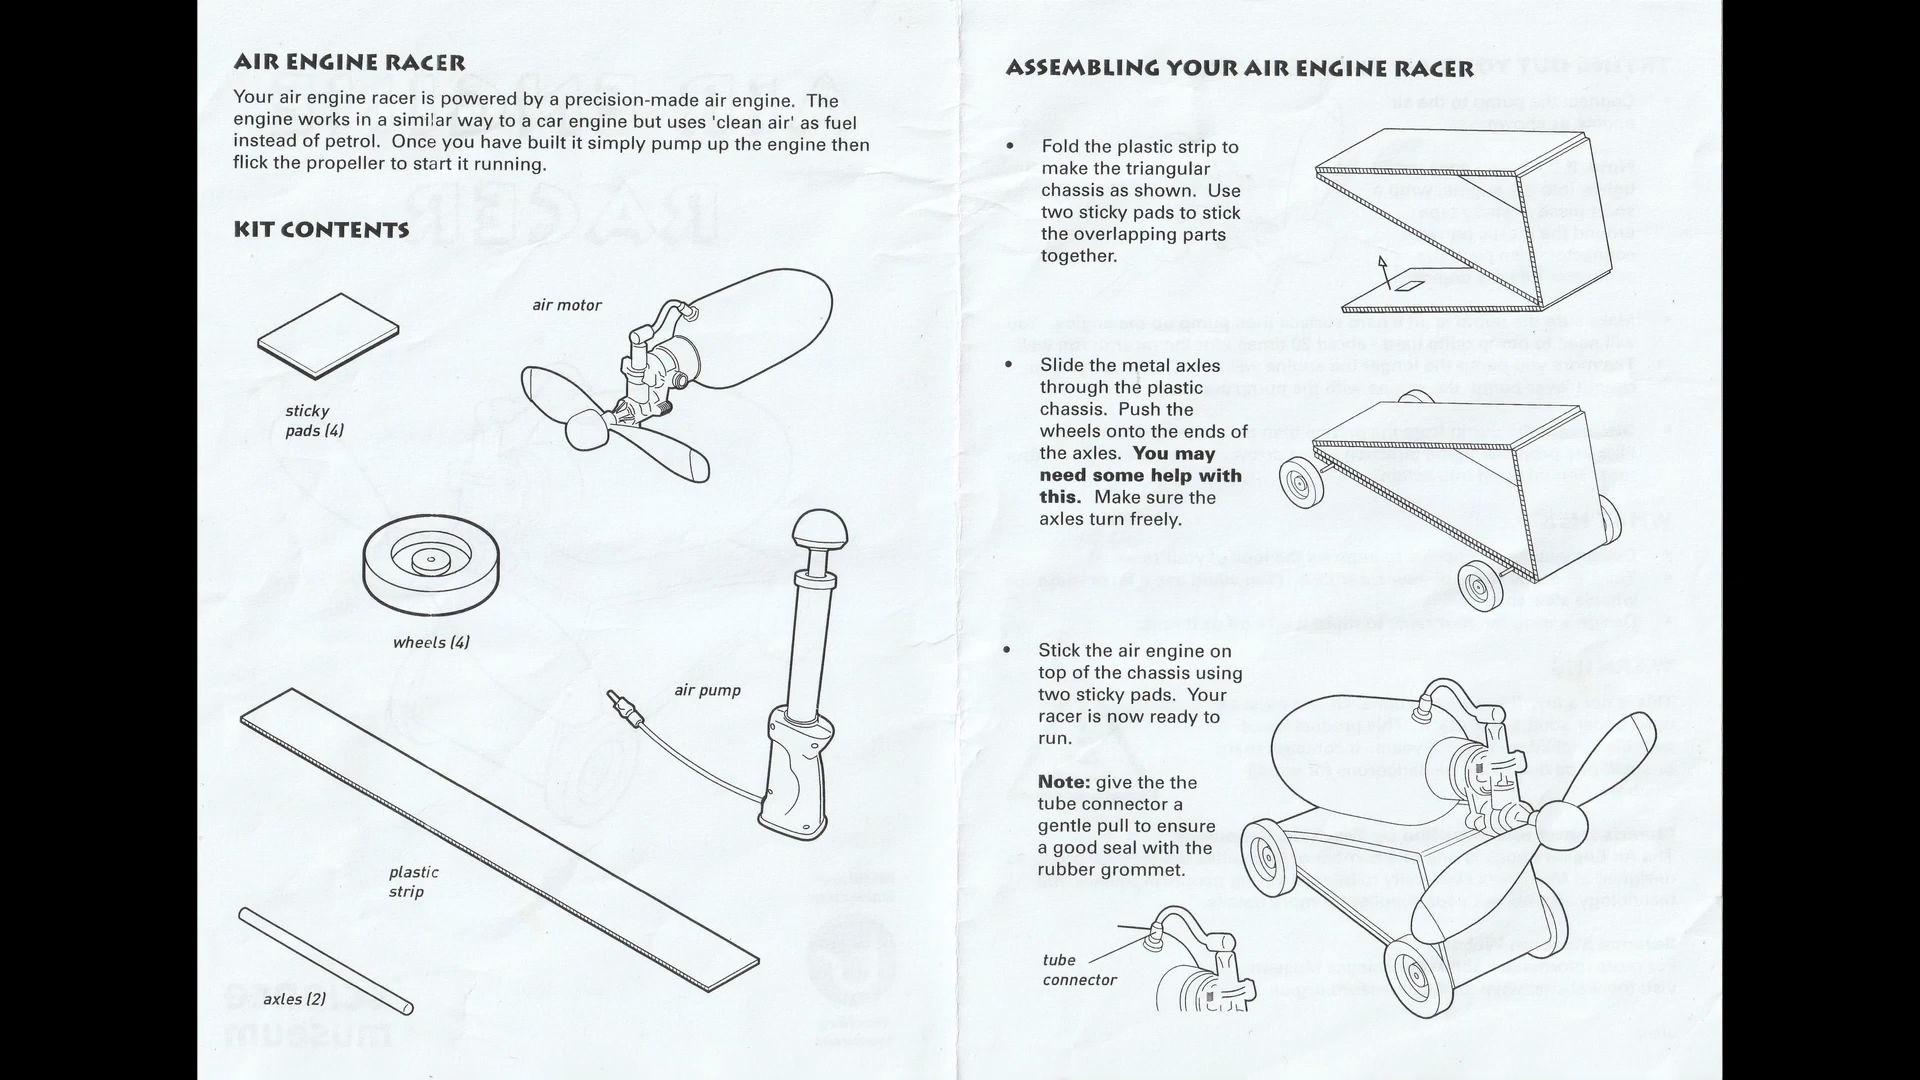 AIR ENGINE RACER
Your air engine racer is powered by a precision-made air engine. The
engine works in a similar way to a car engine but uses 'clean air' as fuel
instead of petrol. Once you have built it simply pump up the engine then
flick the propeller to start it running.
KIT CONTENTS
air motor
sticky
pads (4)
wheels (4)
air pump
plastic
strip
axles (2)
ASSEMBLING YOUR AIR ENGINE RACER
• Fold the plastic strip to
make the triangular
chassis as shown. Use
two sticky pads to stick
the overlapping parts
together.
• Slide the metal axles
through the plastic
chassis. Push the
wheels onto the ends of
the axles. You may
need some help with
this. Make sure the
axles turn freely.
• Stick the air engine on
top of the chassis using
two sticky pads. Your
racer is now ready to
run.
Note: give the the
tube connector a
gentle pull to ensure
a good seal with the
rubber grommet.
tube
connector